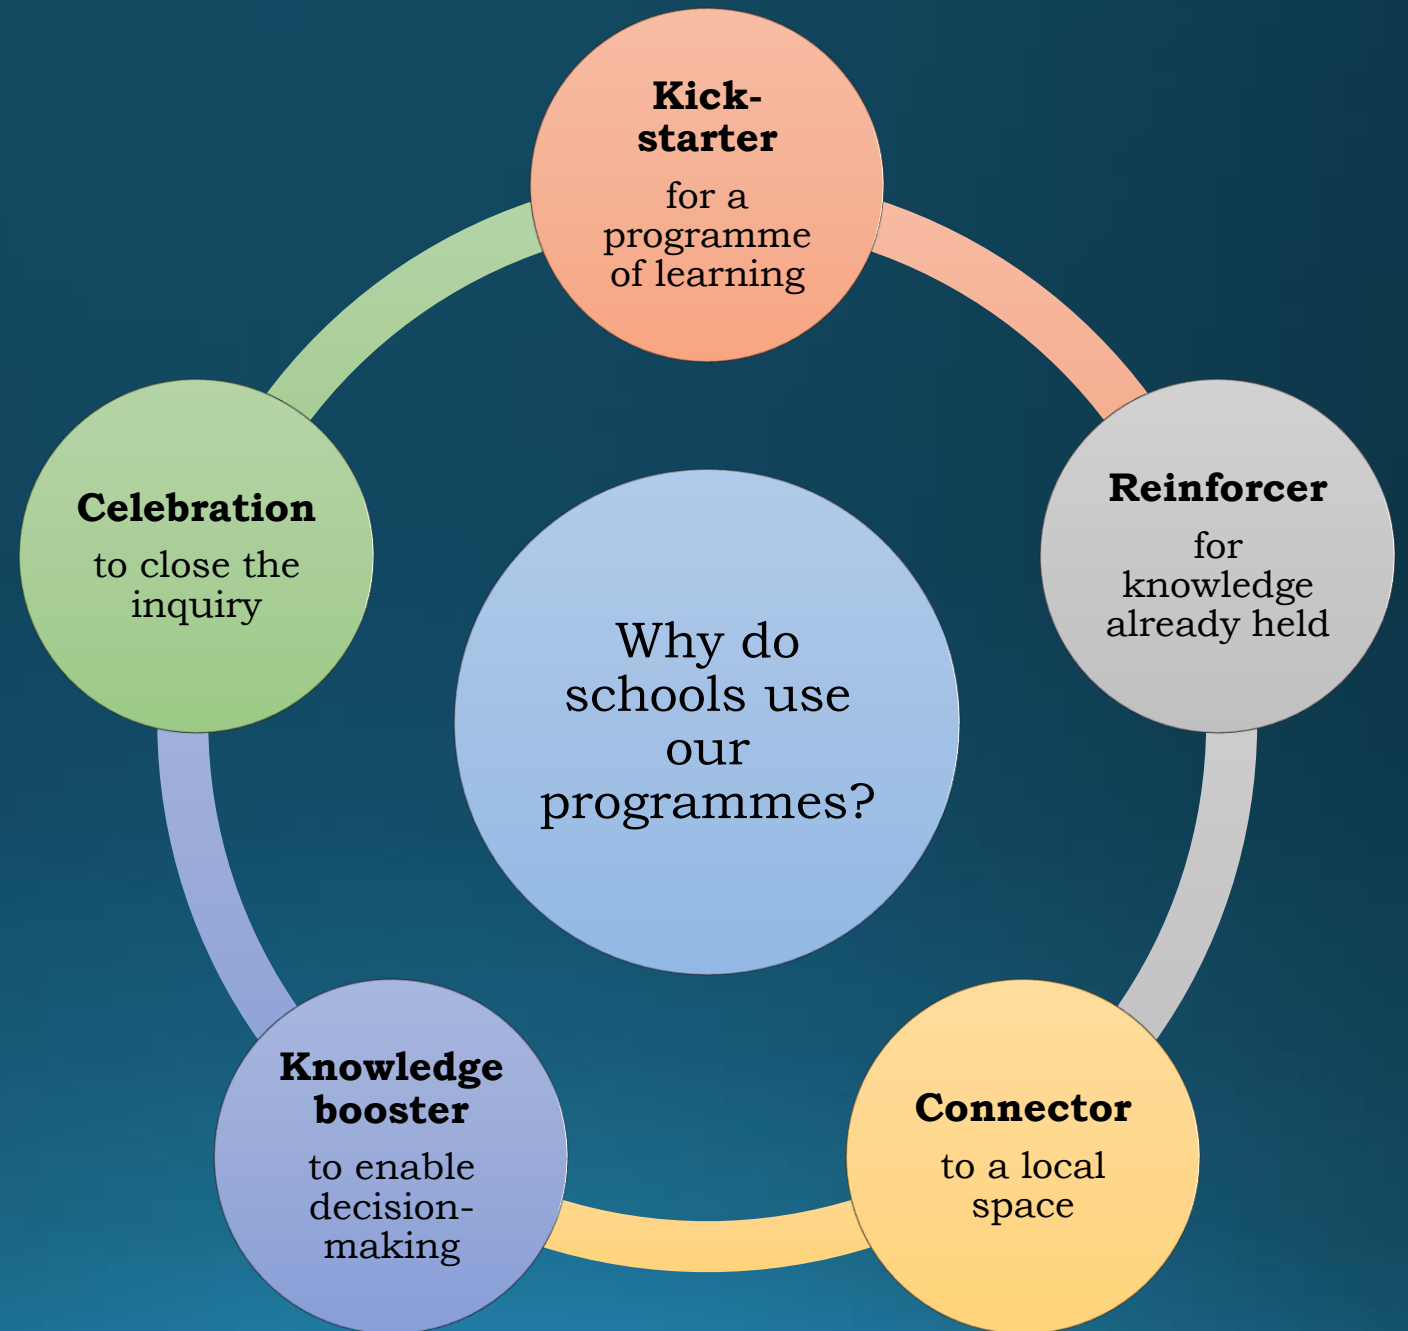 Kick-
starter
for a
programme
of learning
Reinforcer
for
knowledge
already held
Connector
to a local
space
Knowledge
booster
to enable
decision-
making
Celebration
to close the
inquiry
Why do
schools use
our
programmes?